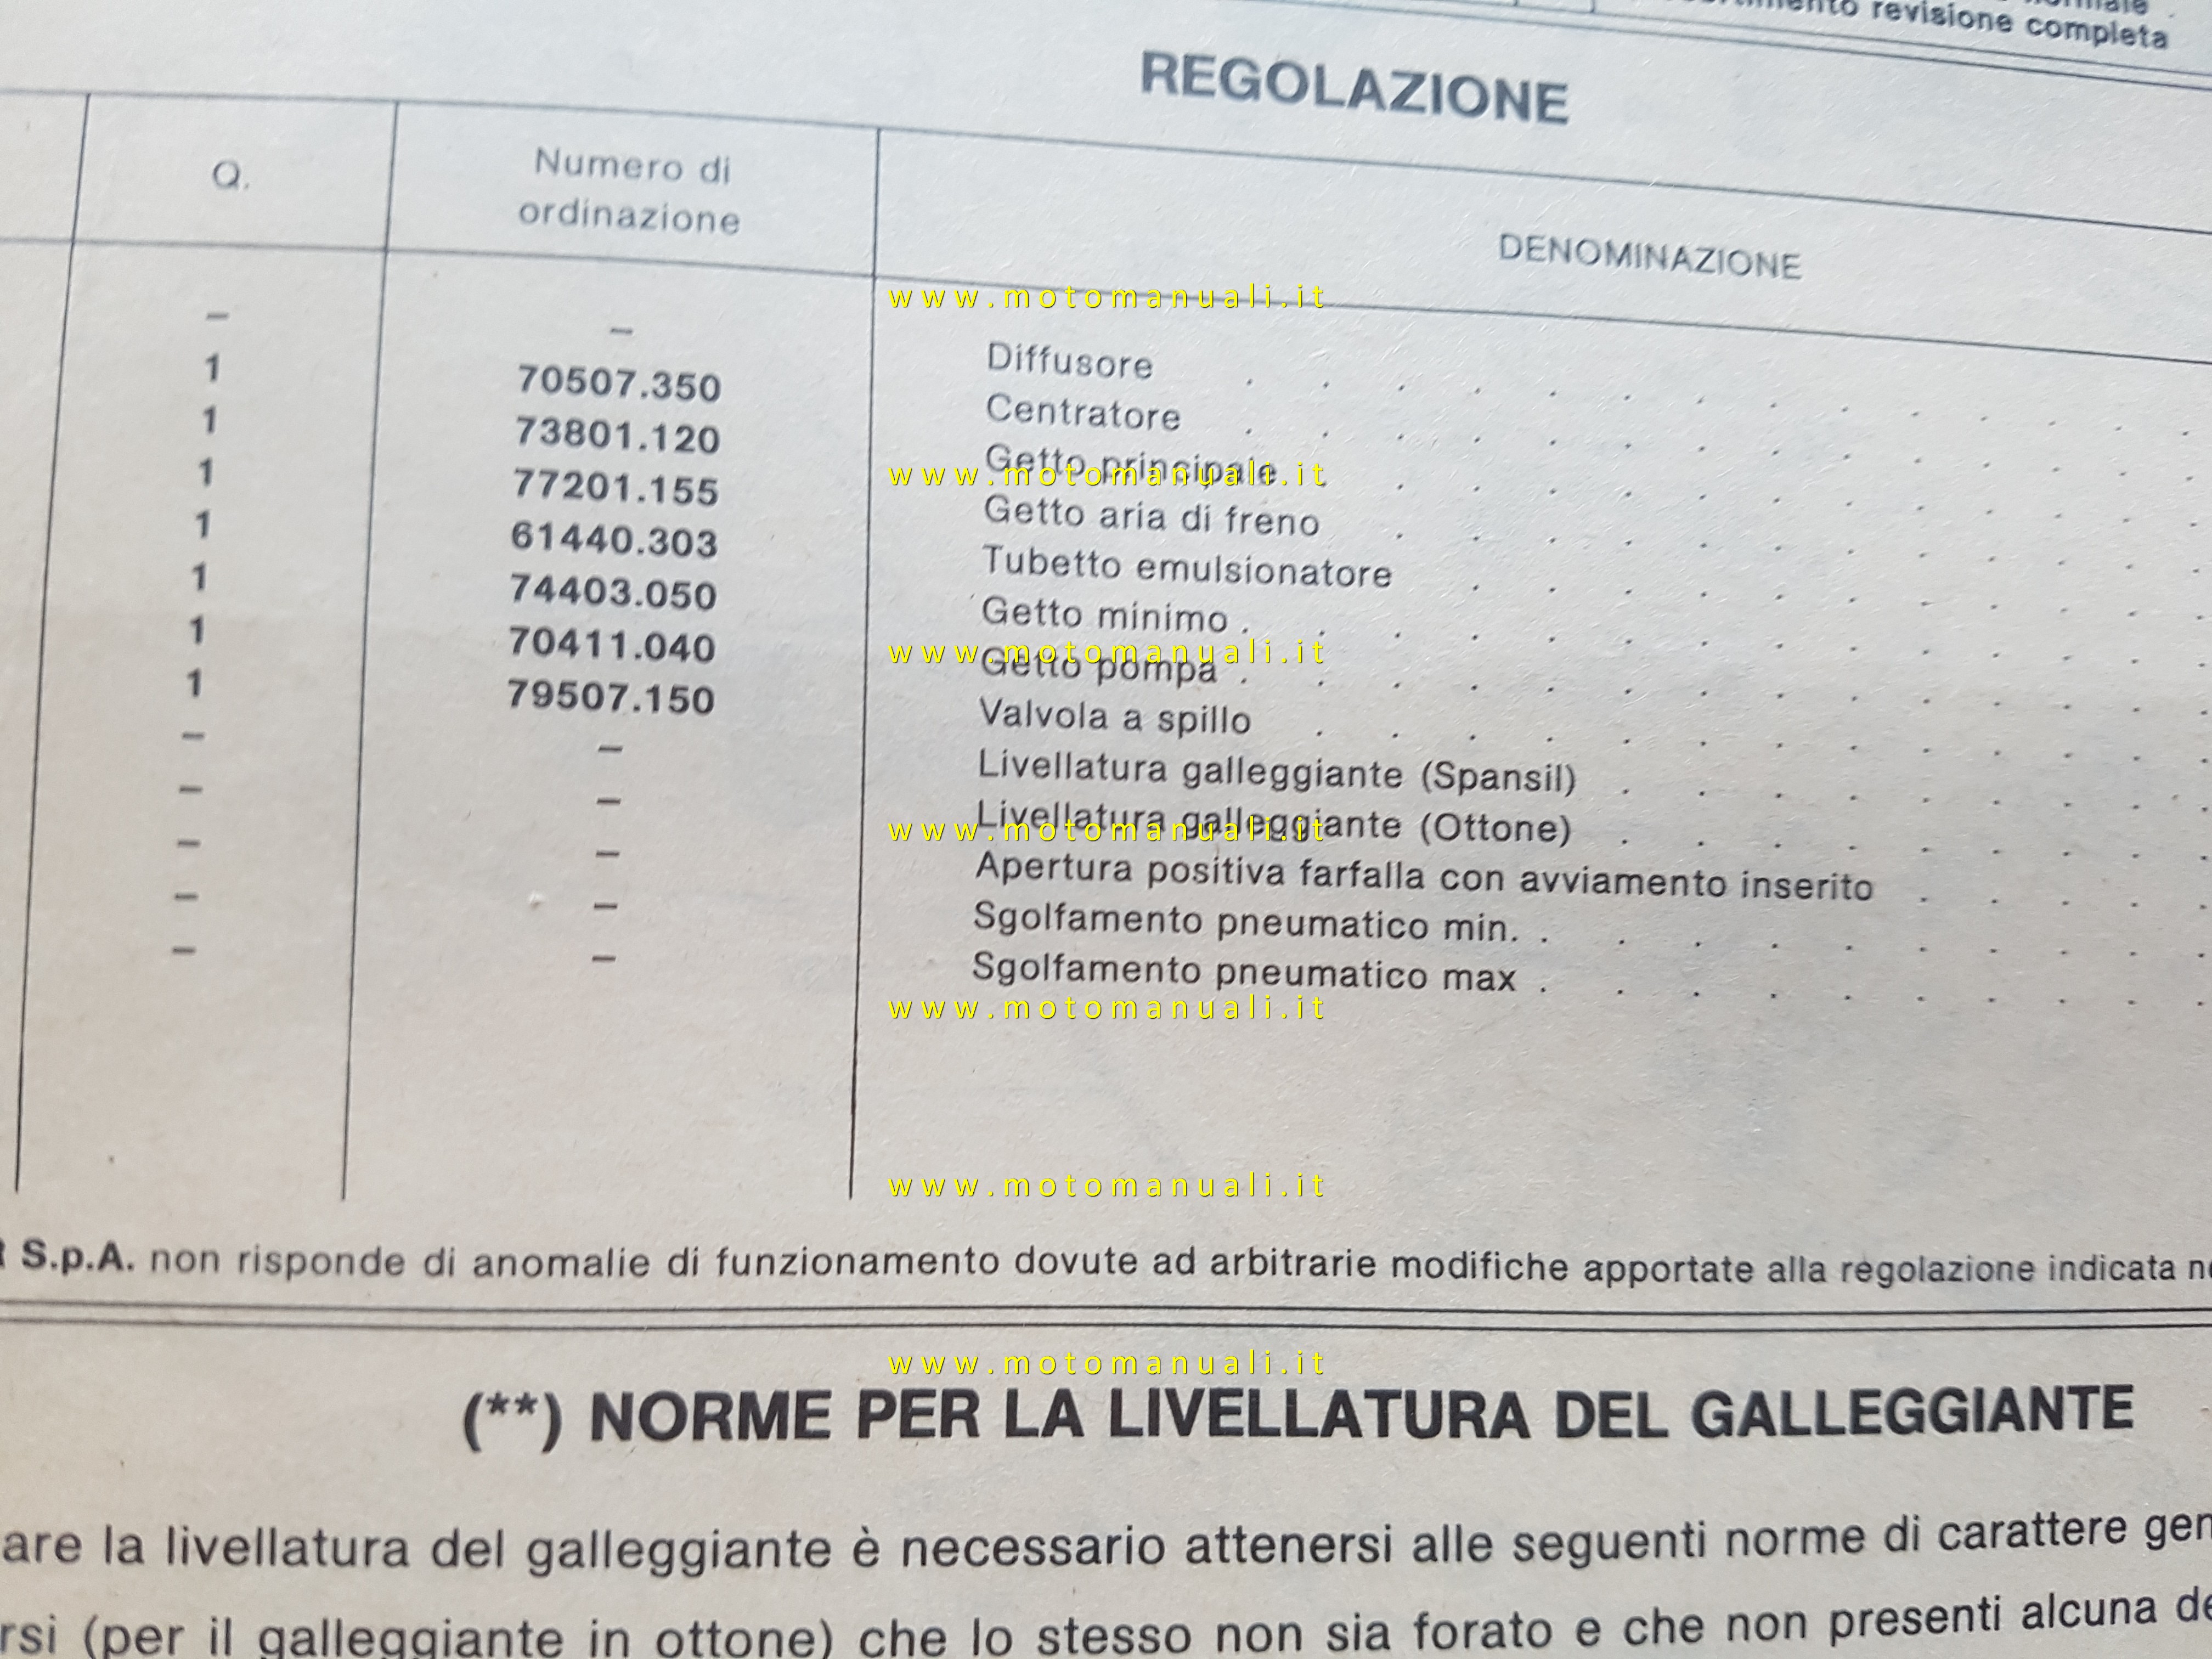 revisione completa
REGOLAZIONE
Q.
Numero di
ordinazione
DENOMINAZIONE
www.motomanuali.it
– – Diffusore
1 70507.350 Centratore
1 73801.120 Getto principale
www.motomanuali.it
1 77201.155 Getto aria di freno
1 61440.303 Tubetto emulsionatore
1 74403.050 Getto minimo
www.motomanuali.it
1 70411.040 Getto pompa
1 79507.150 Valvola a spillo
– – Livellatura galleggiante (Spansil)
– – Livellatura galleggiante (Ottone)
www.motomanuali.it
– – Apertura positiva farfalla con avviamento inserito
– – Sgolfamento pneumatico min.
– – Sgolfamento pneumatico max
www.motomanuali.it
www.motomanuali.it
S.p.A. non risponde di anomalie di funzionamento dovute ad arbitrarie modifiche apportate alla regolazione indicata
www.motomanuali.it
(**) NORME PER LA LIVELLATURA DEL GALLEGGIANTE
are la livellatura del galleggiante è necessario attenersi alle seguenti norme di carattere gen
rsi (per il galleggiante in ottone) che lo stesso non sia forato e che non presenti alcuna de